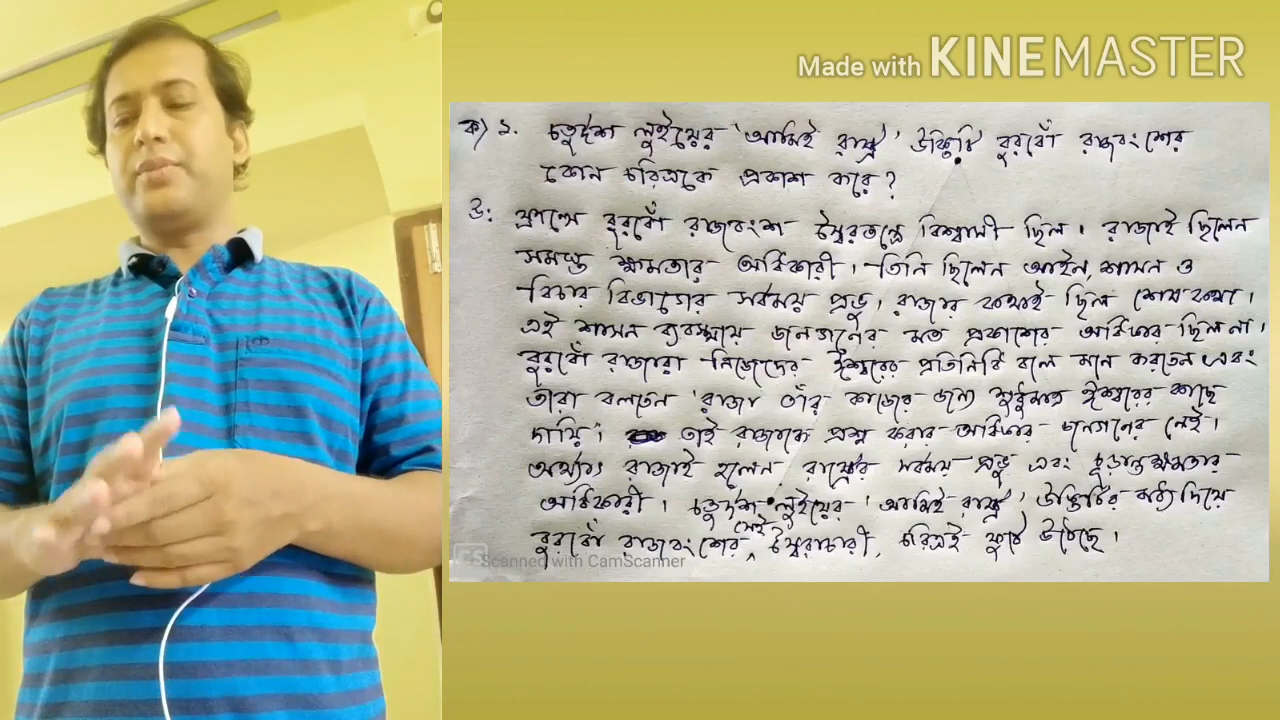 Made with KINEMASTER
ক) ১. চতুর্দশ লুইয়ের 'আমিই রাষ্ট্র' উক্তিটি বুরবোঁ রাজবংশের
কোন চরিত্রকে প্রকাশ করে?
উ: ফ্রান্সে বুরবোঁ রাজবংশ স্বৈরতন্ত্রে বিশ্বাসী ছিল। রাজাই ছিলেন
সমস্ত ক্ষমতার অধিকারী। তিনি ছিলেন আইন, শাসন ও
বিচার বিভাগের সর্বময় প্রভু। রাজার কথাই ছিল শেষ কথা।
এই শাসন ব্যবস্থায় জনগণের মত প্রকাশের অধিকার ছিল না।
বুরবোঁ রাজারা নিজেদের ঈশ্বরের প্রতিনিধি বলে মনে করতেন এবং
তারা বলতেন 'রাজা তাঁর কাজের জন্য শুধুমাত্র ঈশ্বরের কাছে
দায়ি'। তাই রাজাকে প্রশ্ন করার অধিকার জনগনের নেই।
অর্থাৎ রাজাই হলেন রাষ্ট্রের সর্বময় প্রভু এবং চূড়ান্ত ক্ষমতার
অধিকারী। চতুর্দশ লুইয়ের 'আমিই রাষ্ট্র' উক্তিটির মধ্য দিয়ে
বুরবোঁ রাজবংশের সেই স্বৈরাচারী চরিত্রই ফুটে উঠেছে।
CS Scanned with CamScanner